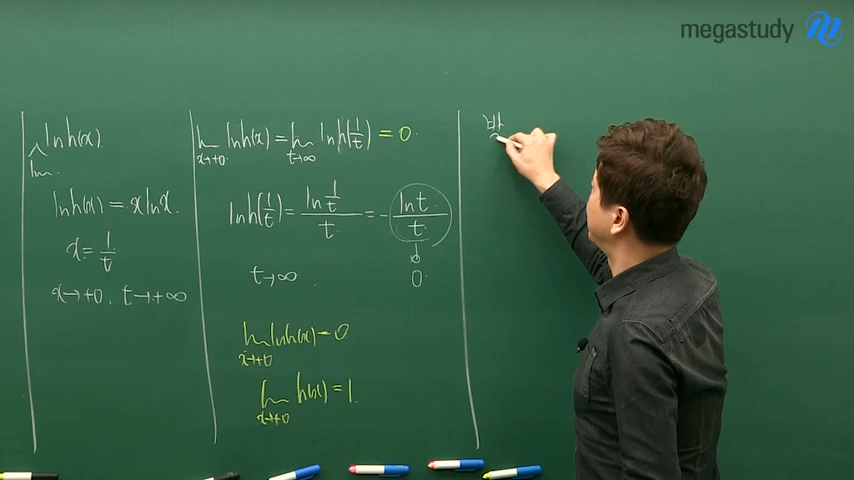 megastudy
ln h(x).
lim
ln h(x) = x ln x.
x = 1/t
x→+0. t→+∞
lim x→+0 ln h(x) = lim t→∞ ln h(1/t) = 0.
ln h(1/t) = ln 1/t / t = - ln t / t
t→∞
0.
lim x→+0 ln h(x) = 0
lim x→+0 h(x) = 1.